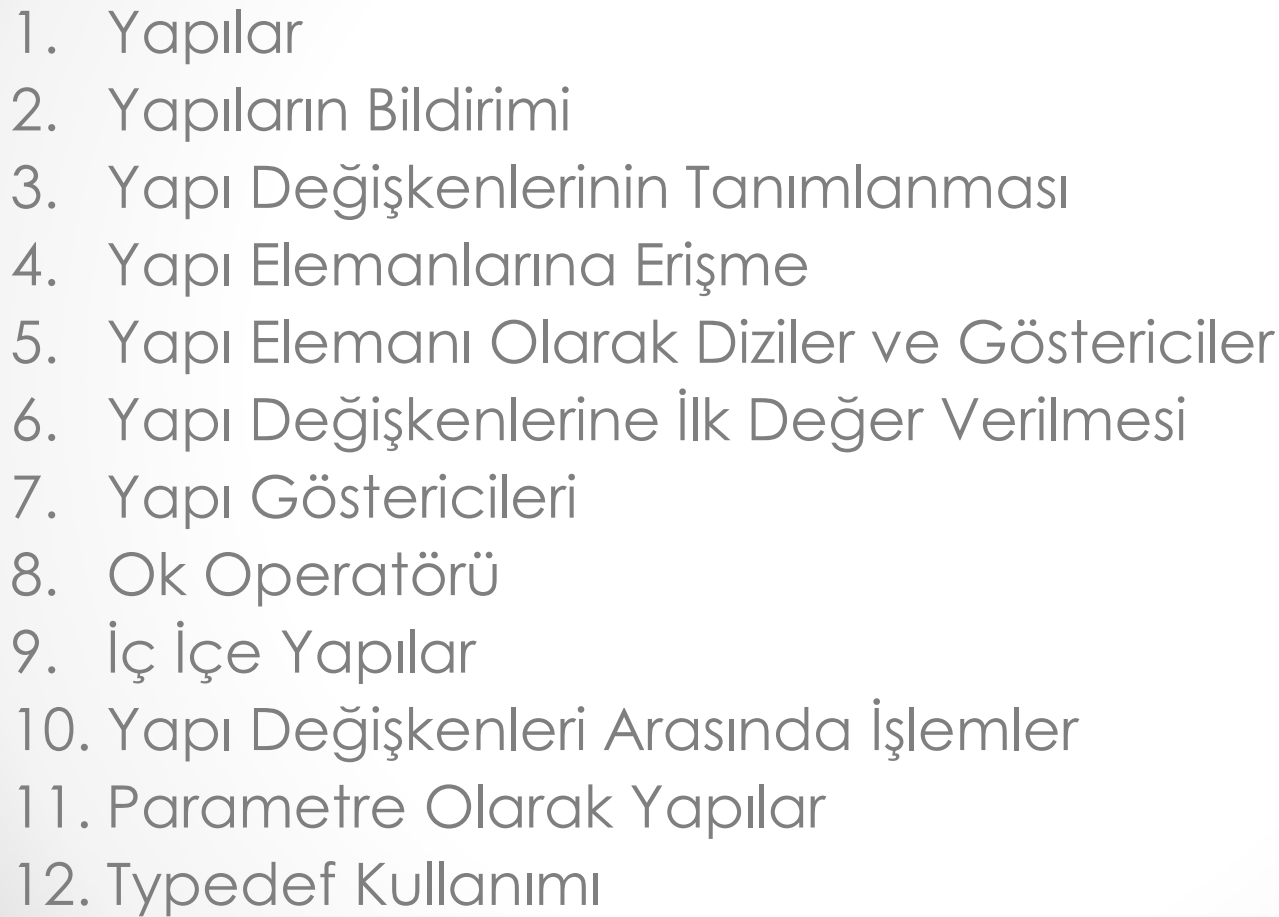 1. Yapılar
2. Yapıların Bildirimi
3. Yapı Değişkenlerinin Tanımlanması
4. Yapı Elemanlarına Erişme
5. Yapı Elemanı Olarak Diziler ve Göstericiler
6. Yapı Değişkenlerine İlk Değer Verilmesi
7. Yapı Göstericileri
8. Ok Operatörü
9. İç İçe Yapılar
10. Yapı Değişkenleri Arasında İşlemler
11. Parametre Olarak Yapılar
12. Typedef Kullanımı